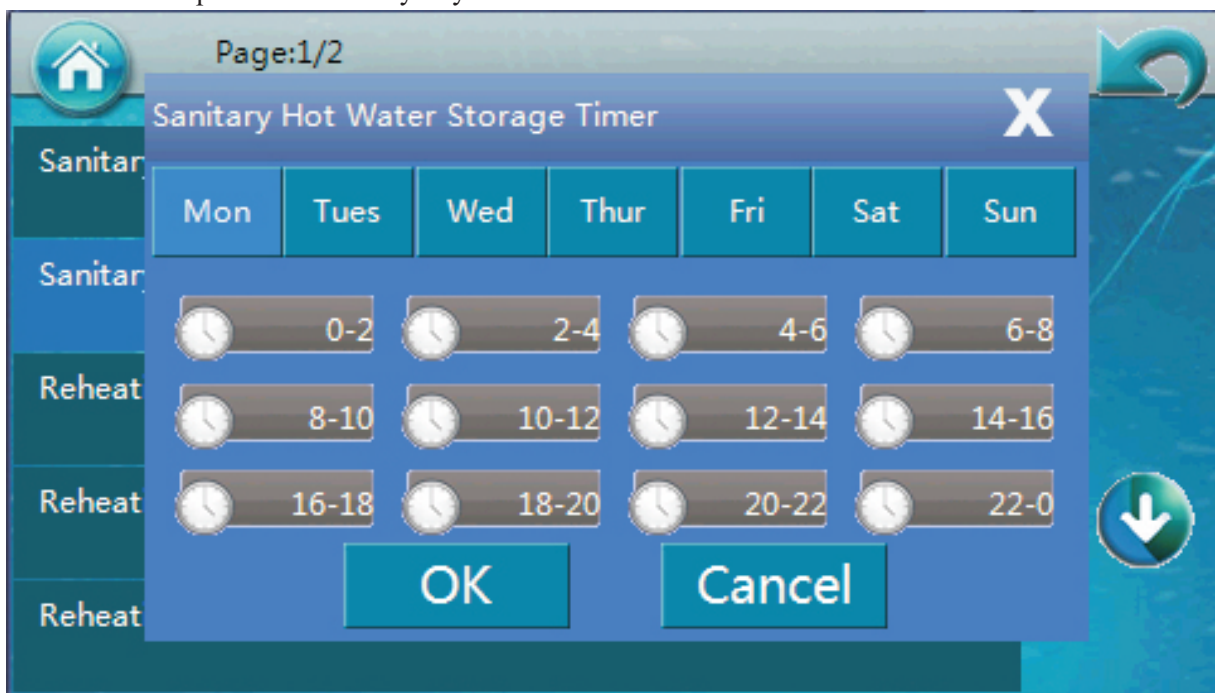 Page:1/2
Sanitary Hot Water Storage Timer X
Sanitar
Mon Tues Wed Thur Fri Sat Sun
Sanitar
0-2 2-4 4-6 6-8
Reheat
8-10 10-12 12-14 14-16
Reheat
16-18 18-20 20-22 22-0
OK Cancel
Reheat